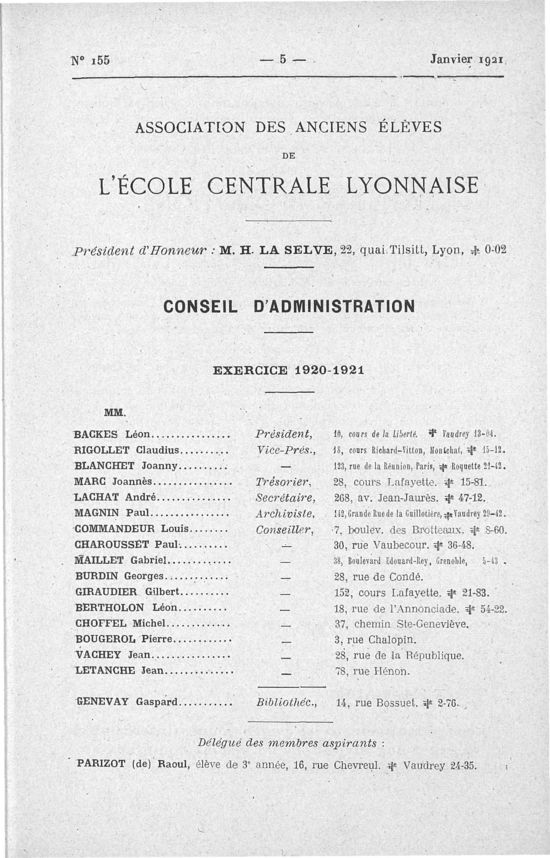 N° 155 — 5 — Janvier 1921
ASSOCIATION DES ANCIENS ÉLÈVES
DE
L'ÉCOLE CENTRALE LYONNAISE
Président d'Honneur : M. H. LA SELVE, 22, quai Tilsitt, Lyon, ☩ 0-02
CONSEIL D'ADMINISTRATION
EXERCICE 1920-1921
MM.
BACKES Léon................ Président, 10, cours de la Liberté. ☩ Vaudrey 13-04.
RIGOLLET Claudius.......... Vice-Prés., 18, cours Richard-Vitton, Montchat, ☩ 15-12.
BLANCHET Joanny.......... — 123, rue de la Réunion, Paris, ☩ Roquette 21-42.
MARC Joannès................ Trésorier, 28, cours Lafayette. ☩ 15-81.
LACHAT André............... Secrétaire, 268, av. Jean-Jaurès. ☩ 47-12.
MAGNIN Paul................ Archiviste, 142, Grande Rue de la Guillotière, ☩ Vaudrey 29-42.
COMMANDEUR Louis........ Conseiller, 7, boulev. des Brotteaux. ☩ 8-60.
CHAROUSSET Paul.......... — 30, rue Vaubecour. ☩ 36-48.
MAILLET Gabriel............. — 38, Boulevard Edouard-Rey, Grenoble, 5-43 .
BURDIN Georges............. — 28, rue de Condé.
GIRAUDIER Gilbert.......... — 152, cours Lafayette. ☩ 21-83.
BERTHOLON Léon........... — 18, rue de l'Annonciade. ☩ 54-22.
CHOFFEL Michel............. — 37, chemin Ste-Geneviève.
BOUGEROL Pierre............ — 3, rue Chalopin.
VACHEY Jean................ — 28, rue de la République.
LETANCHE Jean.............. — 78, rue Hénon.
GENEVAY Gaspard........... Bibliothéc., 14, rue Bossuet. ☩ 2-76.
Délégué des membres aspirants :
PARIZOT (de) Raoul, élève de 3e année, 16, rue Chevreul. ☩ Vaudrey 24-35.